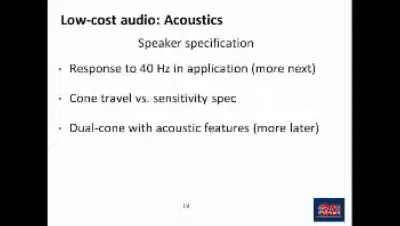 Low-cost audio: Acoustics
Speaker specification
· Response to 40 Hz in application (more next)
· Cone travel vs. sensitivity spec
· Dual-cone with acoustic features (more later)